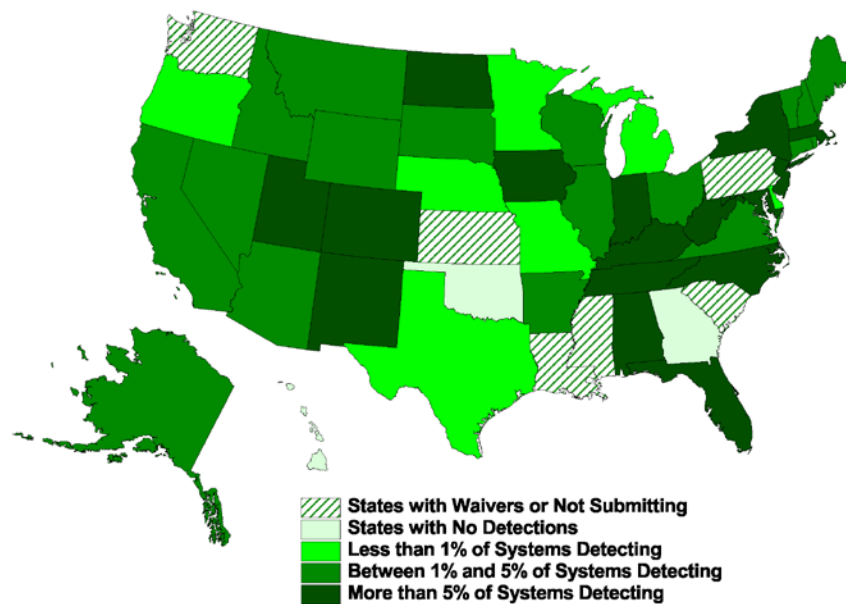 States with Waivers or Not Submitting
States with No Detections
Less than 1% of Systems Detecting
Between 1% and 5% of Systems Detecting
More than 5% of Systems Detecting